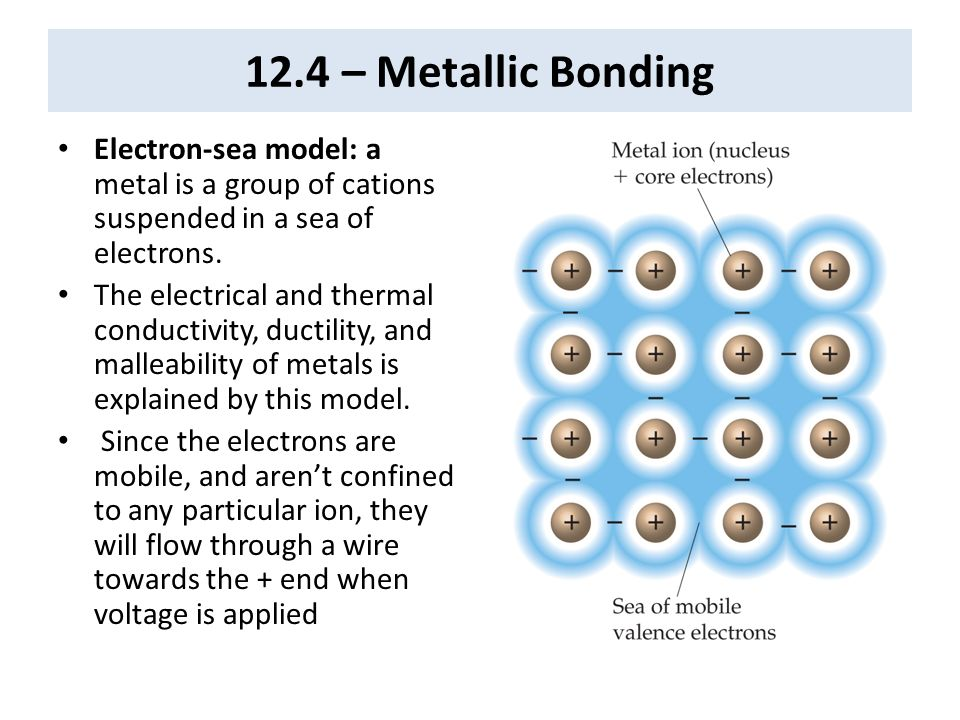 12.4 – Metallic Bonding
• Electron-sea model: a
metal is a group of cations
suspended in a sea of
electrons.
• The electrical and thermal
conductivity, ductility, and
malleability of metals is
explained by this model.
• Since the electrons are
mobile, and aren’t confined
to any particular ion, they
will flow through a wire
towards the + end when
voltage is applied
Metal ion (nucleus
+ core electrons)
– + – + + – +
– –
+ – + + – +
– – –
– + + – + +
– –
+ – + + – +
Sea of mobile
valence electrons